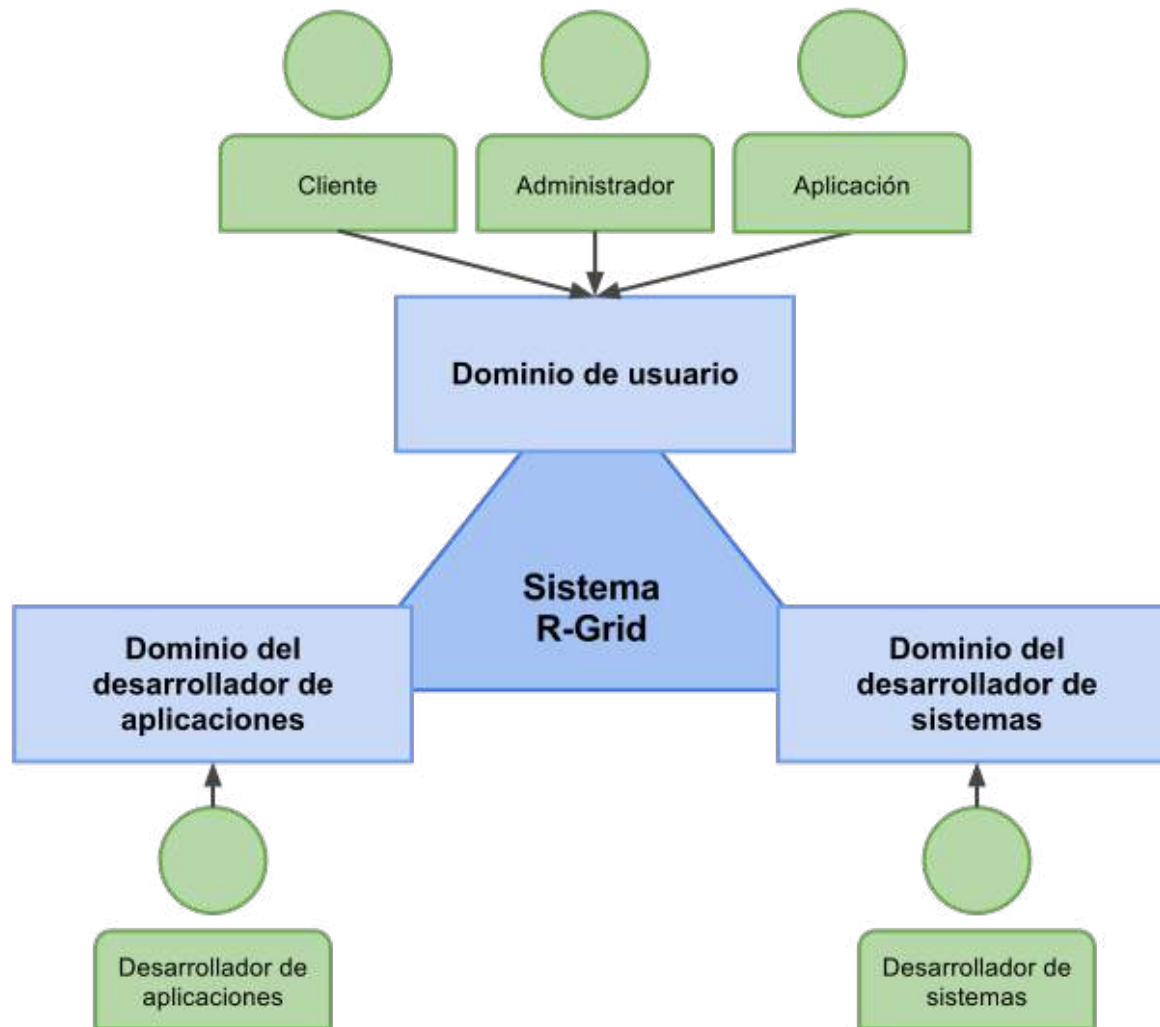 Cliente
Administrador
Aplicación
Dominio de usuario
Sistema
R-Grid
Dominio del
desarrollador de
aplicaciones
Dominio del
desarrollador de
sistemas
Desarrollador de
aplicaciones
Desarrollador de
sistemas